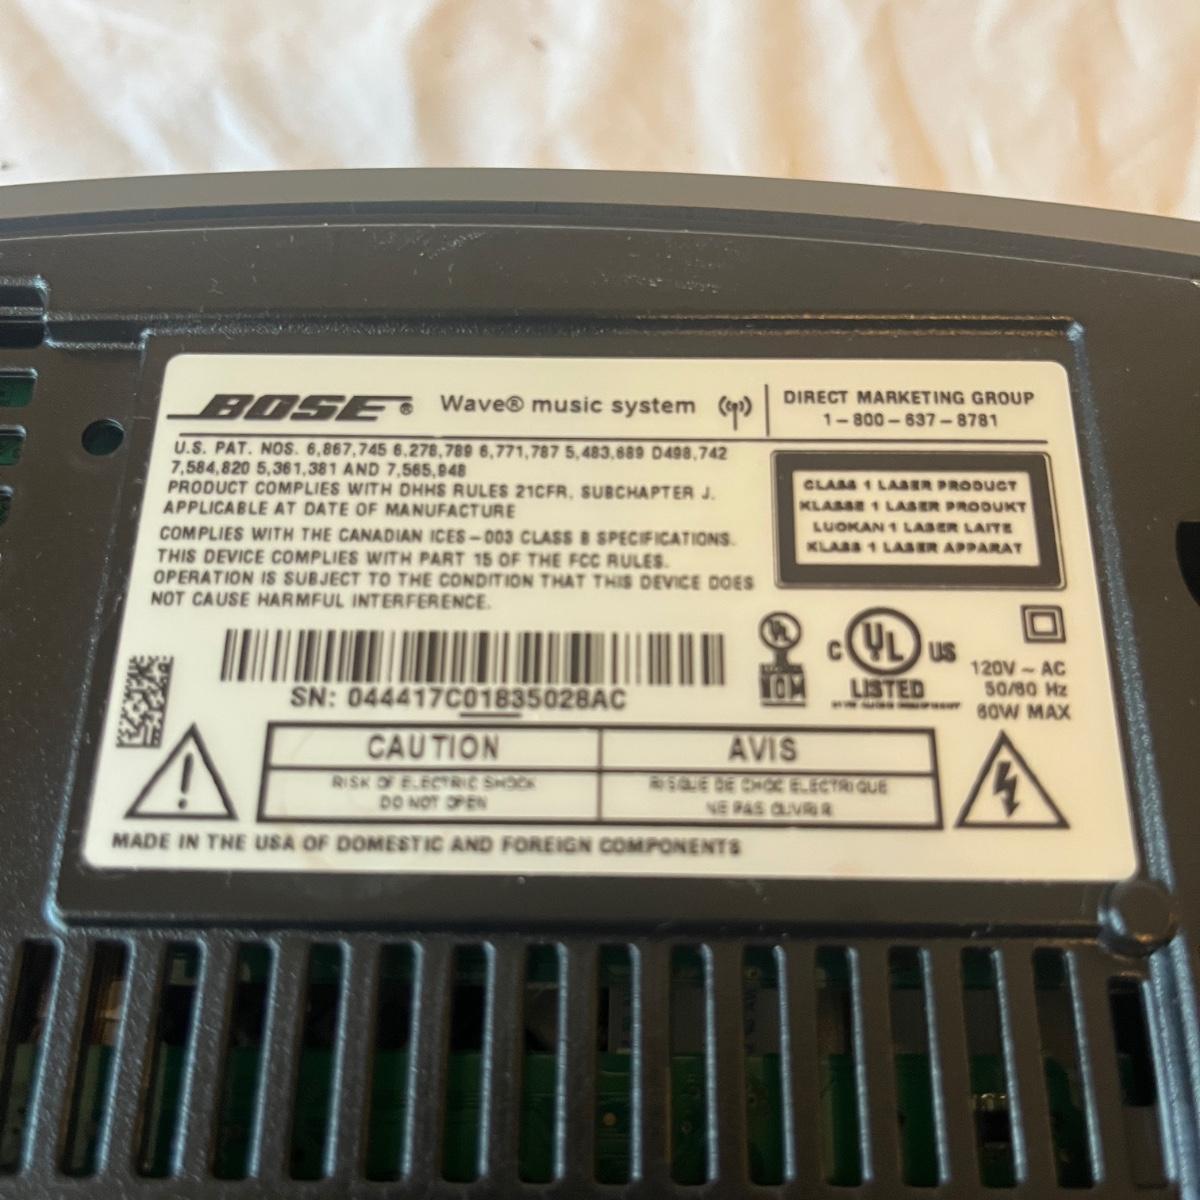 BOSE® Wave® music system
DIRECT MARKETING GROUP
1-800-637-8781
U.S. PAT. NOS. 6,867,745 6,278,789 6,771,787 5,483,689 D498,742
7,584,820 5,361,381 AND 7,565,948
PRODUCT COMPLIES WITH DHHS RULES 21CFR, SUBCHAPTER J.
APPLICABLE AT DATE OF MANUFACTURE
COMPLIES WITH THE CANADIAN ICES-003 CLASS B SPECIFICATIONS.
THIS DEVICE COMPLIES WITH PART 15 OF THE FCC RULES.
OPERATION IS SUBJECT TO THE CONDITION THAT THIS DEVICE DOES
NOT CAUSE HARMFUL INTERFERENCE.
CLASS 1 LASER PRODUCT
KLASSE 1 LASER PRODUKT
LUOKAN 1 LASER LAITE
KLASS 1 LASER APPARAT
SN: 044417C01835028AC
UL
NOM
C UL US
LISTED
120V ~ AC
50/60 Hz
60W MAX
CAUTION
RISK OF ELECTRIC SHOCK
DO NOT OPEN
AVIS
RISQUE DE CHOC ELECTRIQUE
NE PAS OUVRIR
MADE IN THE USA OF DOMESTIC AND FOREIGN COMPONENTS